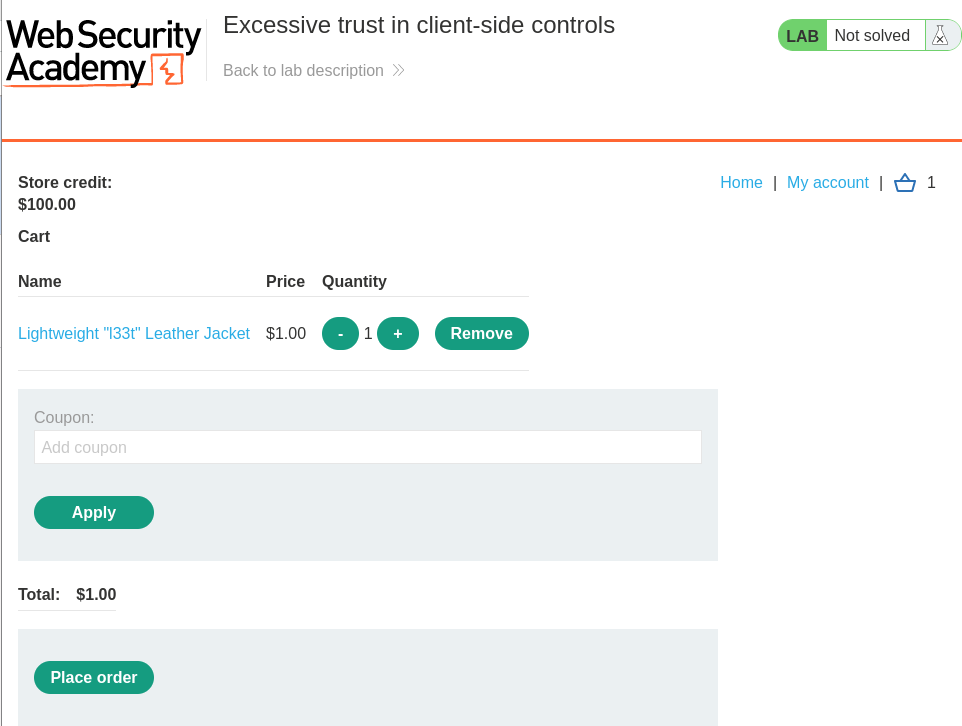 Web Security
Academy
Excessive trust in client-side controls
Back to lab description
LAB Not solved
Store credit:
$100.00
Home | My account | 1
Cart
Name Price Quantity
Lightweight "l33t" Leather Jacket $1.00 - 1 + Remove
Coupon:
Add coupon
Apply
Total: $1.00
Place order